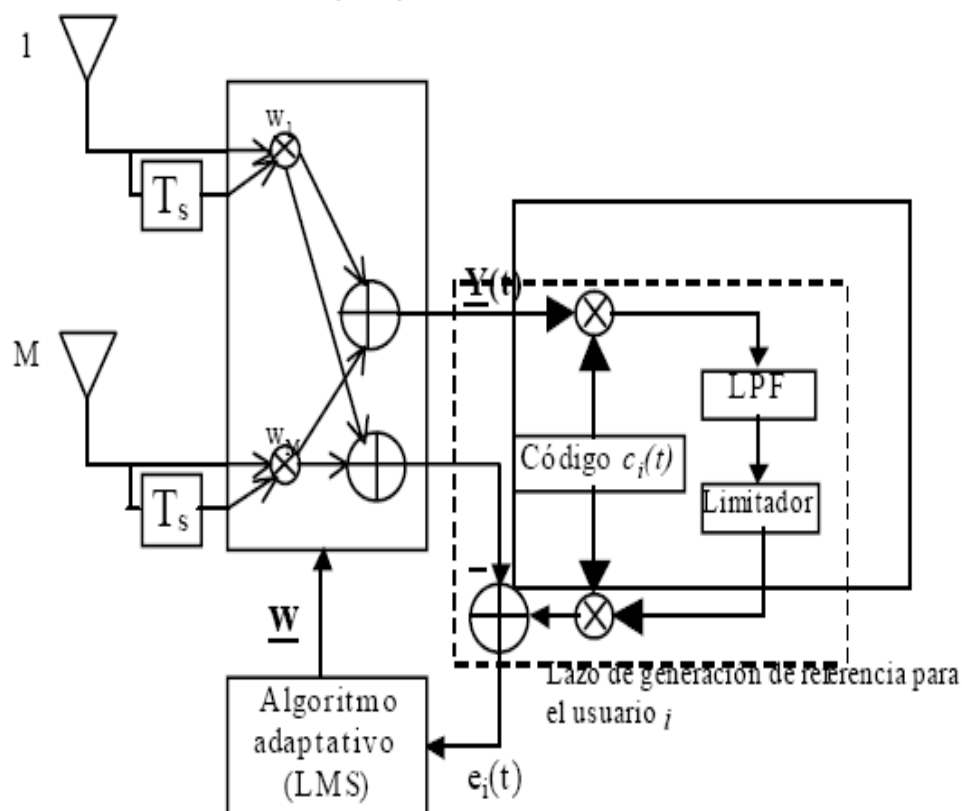 1
W₁
Tₛ
Y(t)
M
LPF
W_M
Código cᵢ(t)
Limitador
Tₛ
W
Lazo de generación de referencia para
el usuario i
Algoritmo
adaptativo
(LMS)
eᵢ(t)